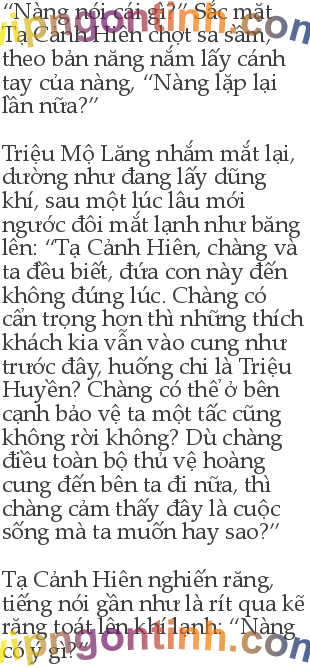 “Nàng nói cái gì?” Sắc mặt
Tạ Cảnh Hiên chợt sa sầm,
theo bản năng nắm lấy cánh
tay của nàng, “Nàng lặp lại
lần nữa?”
Triệu Mộ Lăng nhắm mắt lại,
dường như đang lấy dũng
khí, sau một lúc lâu mới
ngước đôi mắt lạnh như băng
lên: “Tạ Cảnh Hiên, chàng và
ta đều biết, đứa con này đến
không đúng lúc. Chàng có
cẩn trọng hơn thì những thích
khách kia vẫn vào cung như
trước đây, huống chi là Triệu
Huyền? Chàng có thể ở bên
cạnh bảo vệ ta một tấc cũng
không rời không? Dù chàng
điều toàn bộ thủ vệ hoàng
cung đến bên ta đi nữa, thì
chàng cảm thấy đây là cuộc
sống mà ta muốn hay sao?”
Tạ Cảnh Hiên nghiến răng,
tiếng nói gần như là rít qua kẽ
răng toát lên khí lạnh: “Nàng
có ý gì?”